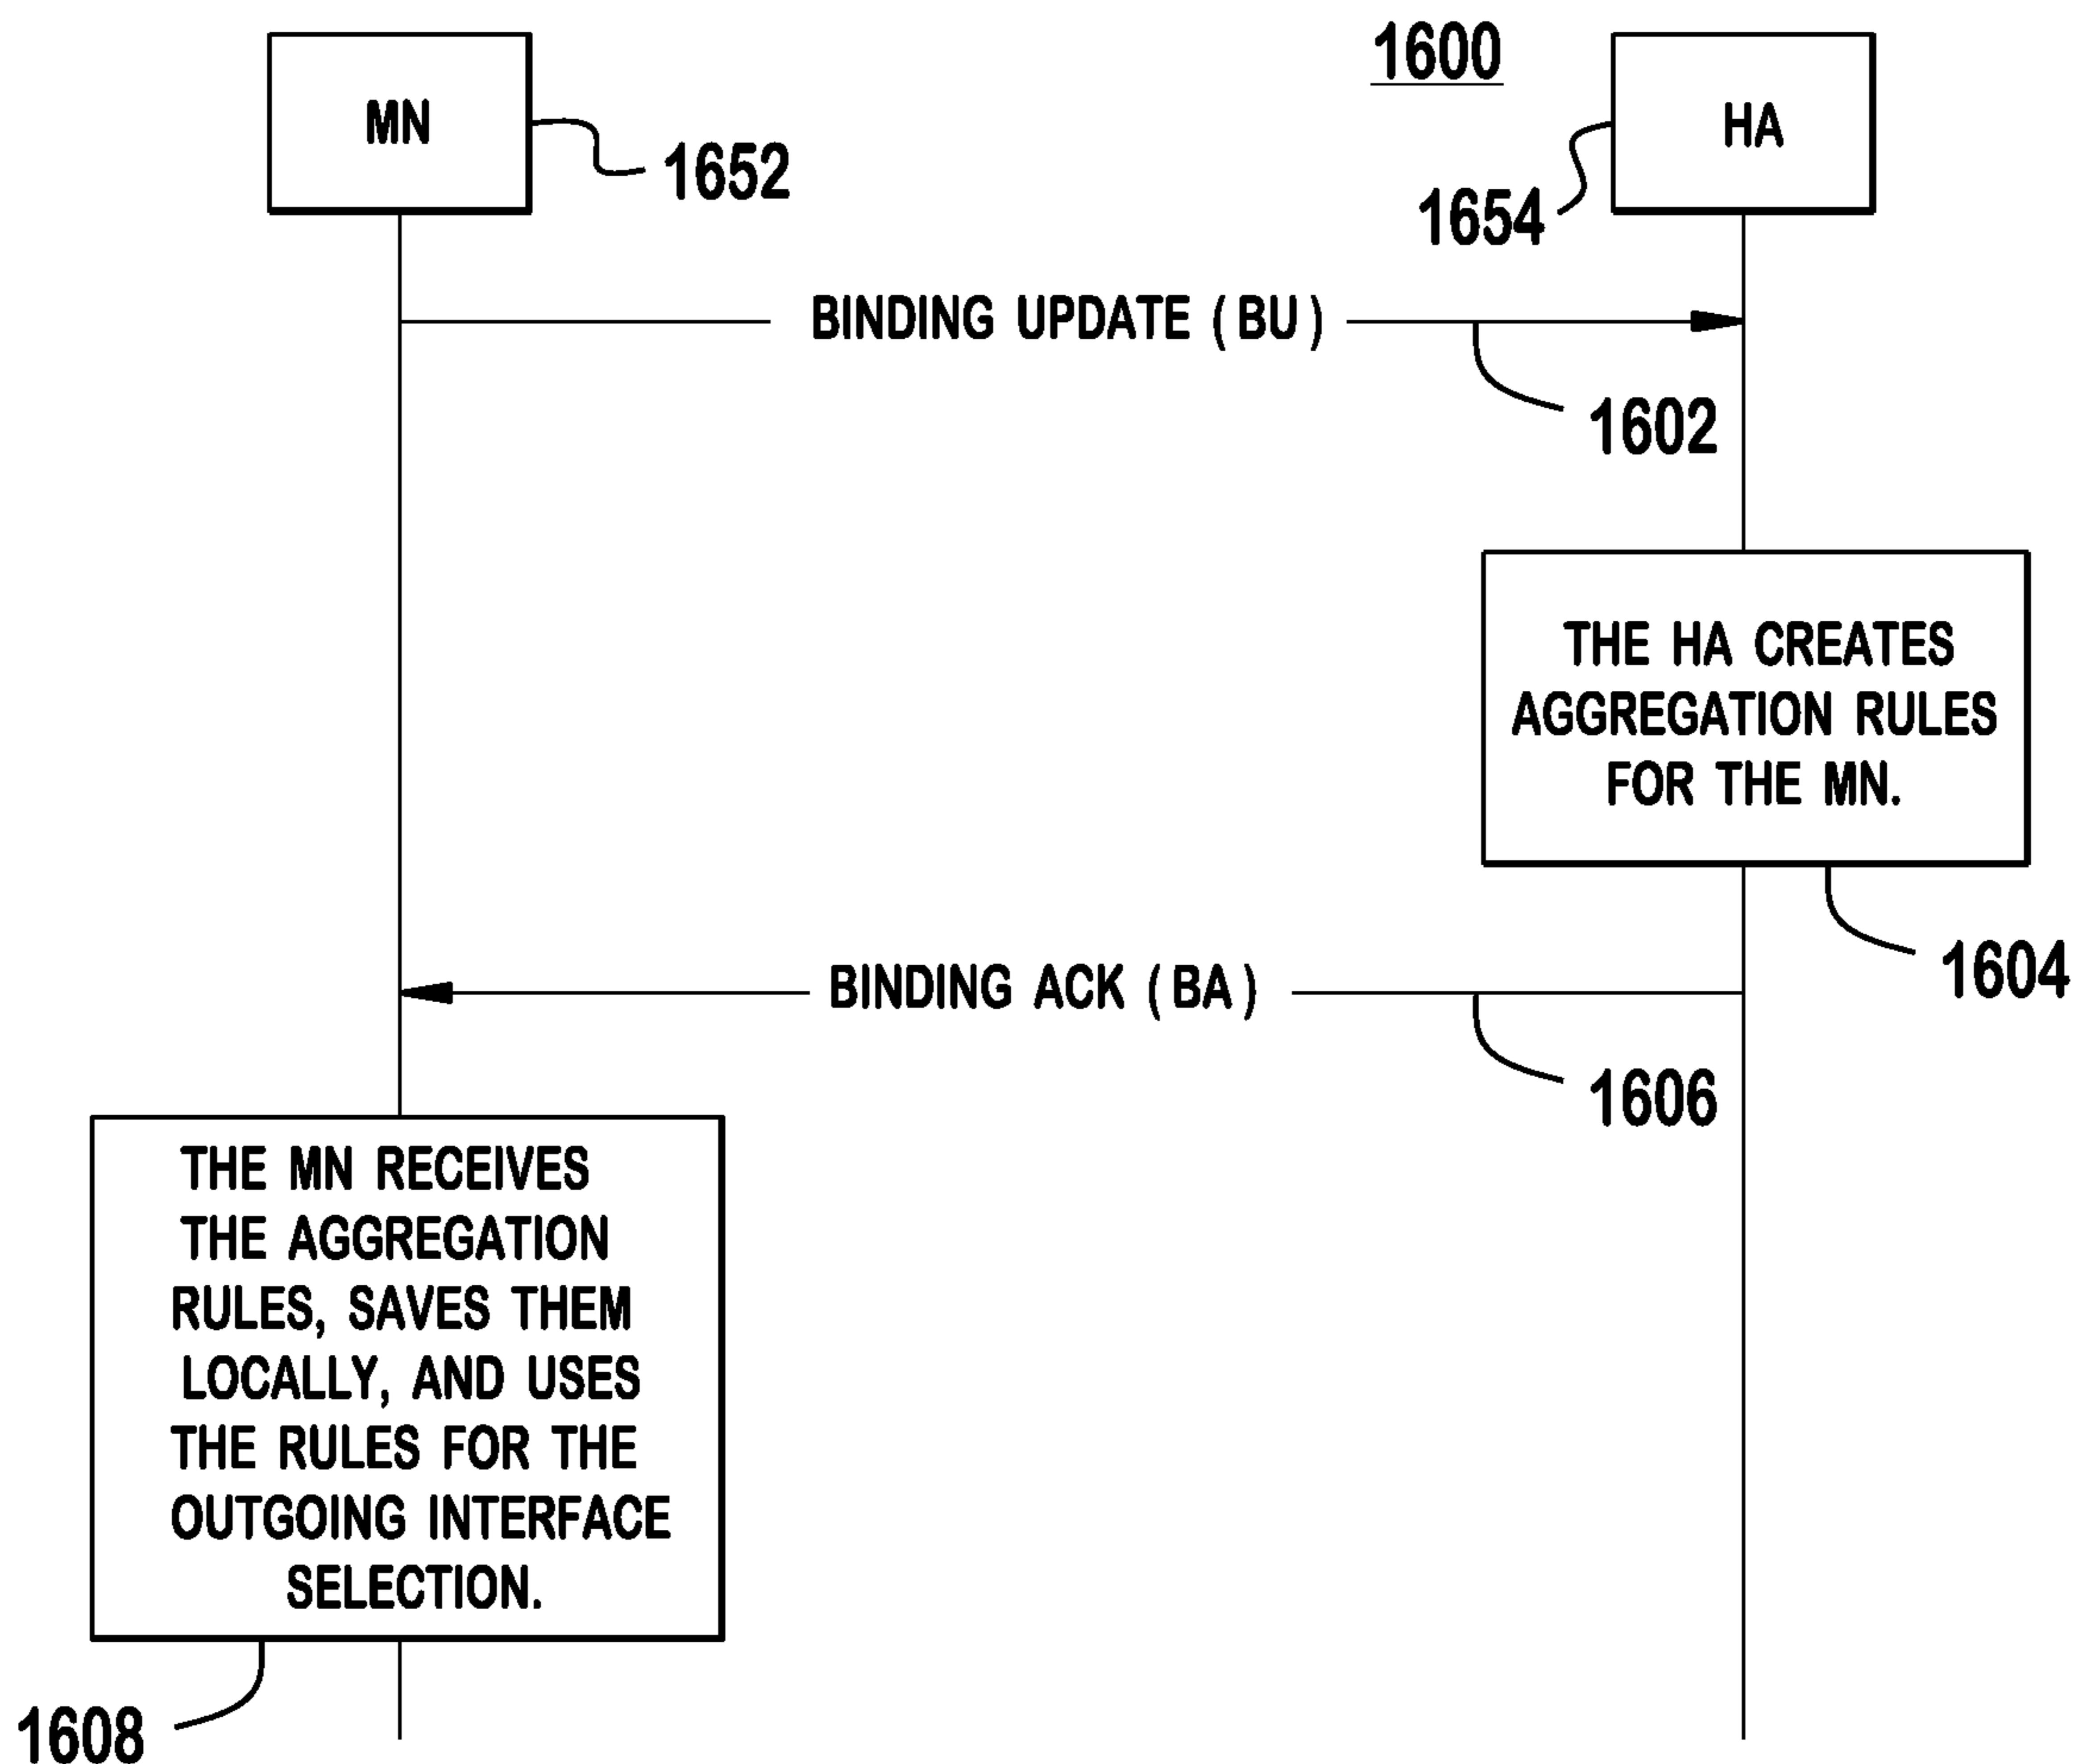 1600
MN
HA
1652
1654
BINDING UPDATE (BU)
1602
THE HA CREATES
AGGREGATION RULES
FOR THE MN.
1604
BINDING ACK (BA)
1606
THE MN RECEIVES
THE AGGREGATION
RULES, SAVES THEM
LOCALLY, AND USES
THE RULES FOR THE
OUTGOING INTERFACE
SELECTION.
1608